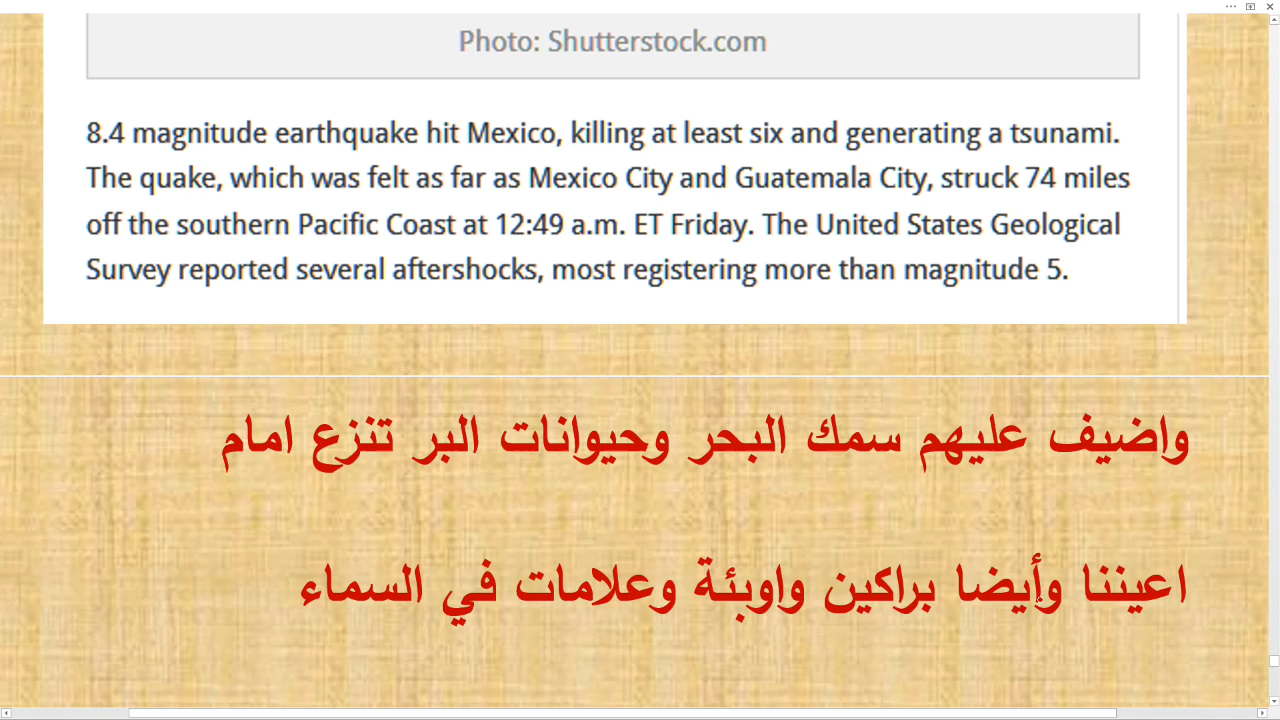 Photo: Shutterstock.com
8.4 magnitude earthquake hit Mexico, killing at least six and generating a tsunami.
The quake, which was felt as far as Mexico City and Guatemala City, struck 74 miles
off the southern Pacific Coast at 12:49 a.m. ET Friday. The United States Geological
Survey reported several aftershocks, most registering more than magnitude 5.
واضيف عليهم سمك البحر وحيوانات البر تنزع امام
اعيننا وأيضا براكين واوبئة وعلامات في السماء